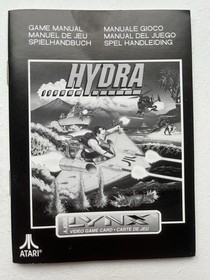 GAME MANUAL
MANUEL DE JEU
SPIELHANDBUCH
MANUALE GIOCO
MANUAL DEL JUEGO
SPEL HANDLEIDING
HYDRA
ATARI
LYNX
VIDEO GAME CARD • CARTE DE JEU
ATARI®